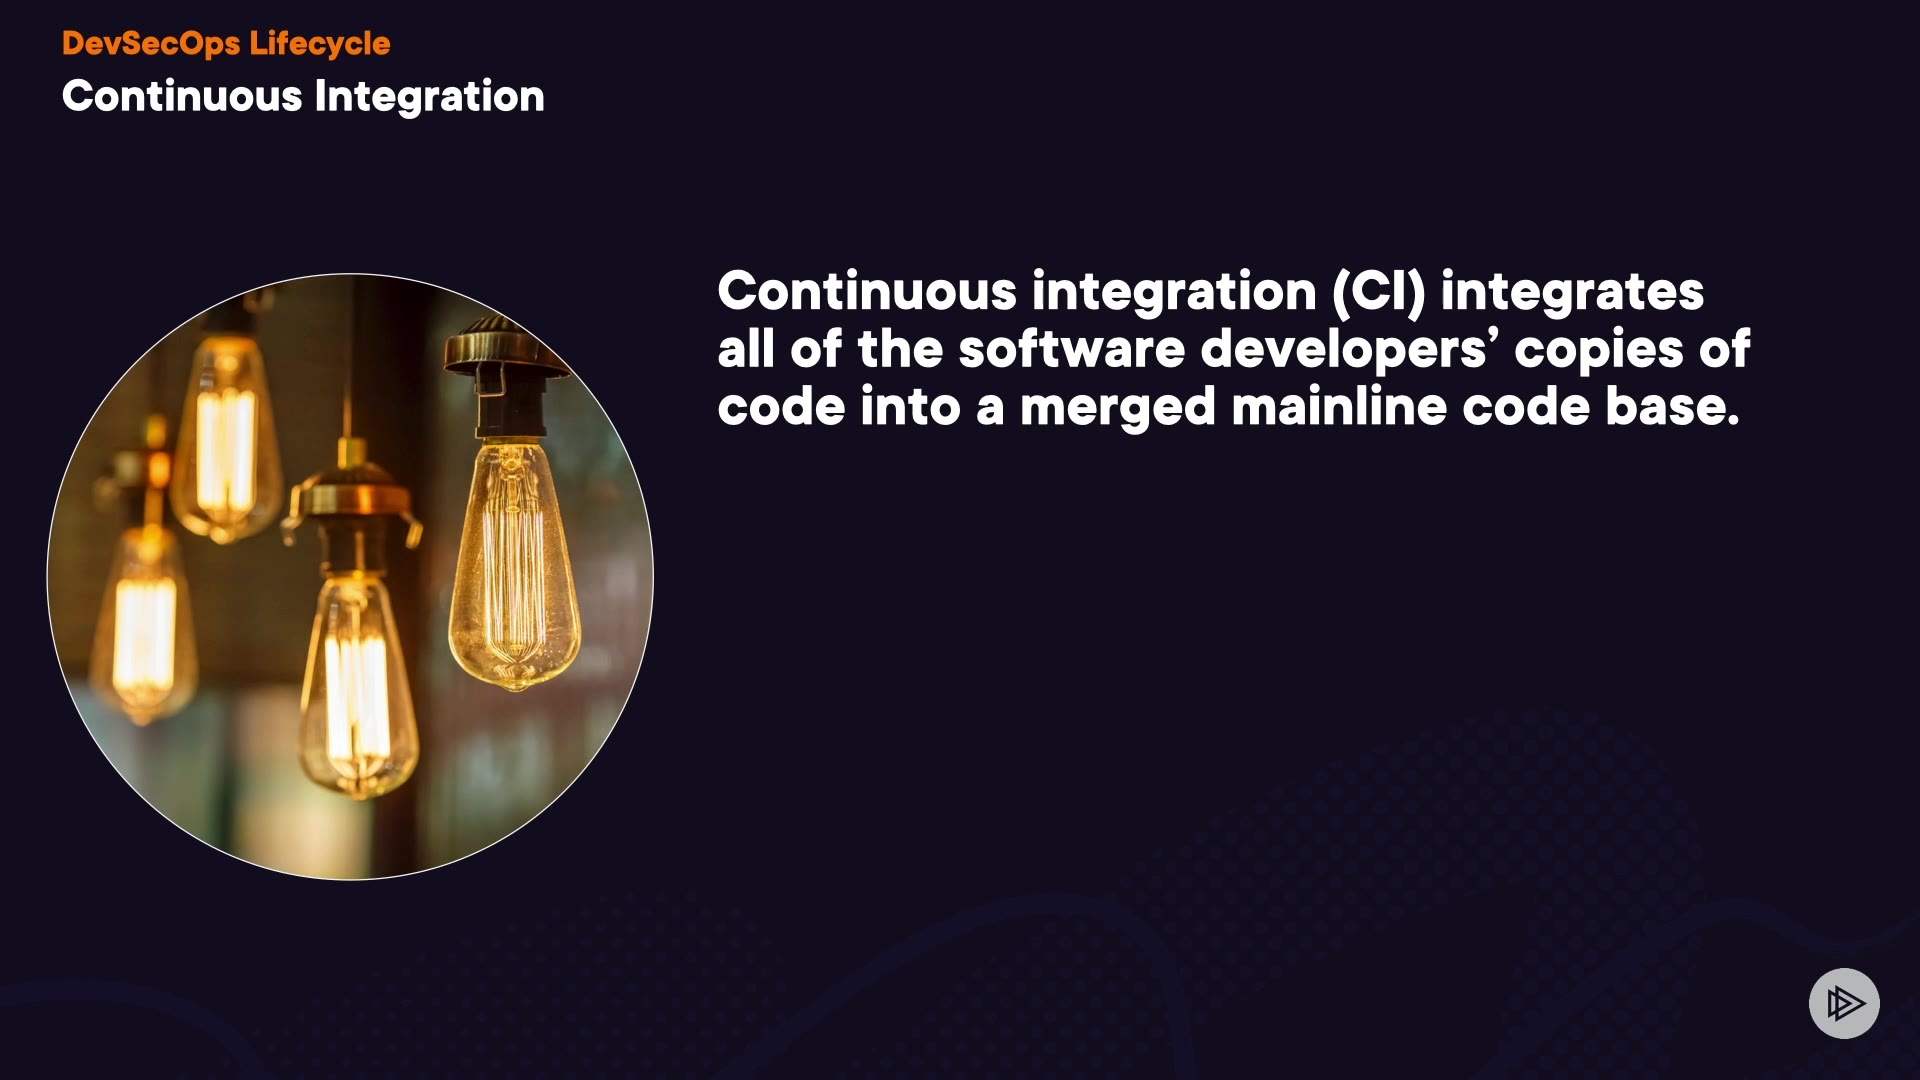 DevSecOps Lifecycle
Continuous Integration
Continuous integration (CI) integrates
all of the software developers’ copies of
code into a merged mainline code base.